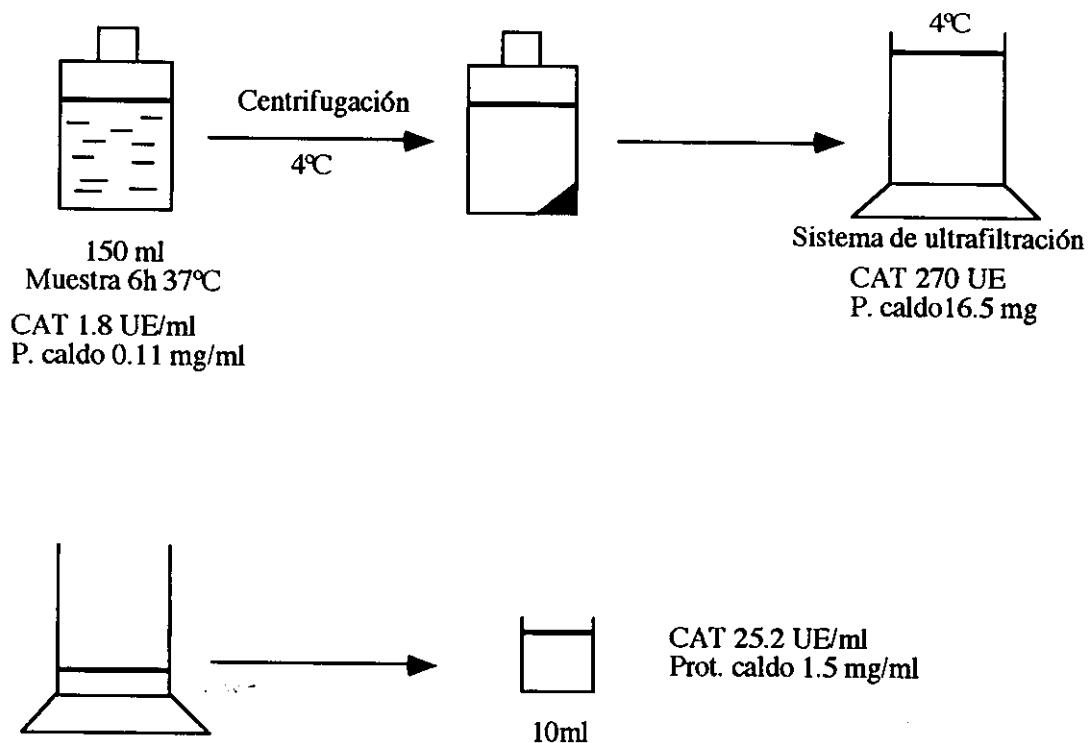 4ºC
Centrifugación
4ºC
150 ml
Muestra 6h 37ºC
CAT 1.8 UE/ml
P. caldo 0.11 mg/ml
Sistema de ultrafiltración
CAT 270 UE
P. caldo16.5 mg
CAT 25.2 UE/ml
Prot. caldo 1.5 mg/ml
10ml